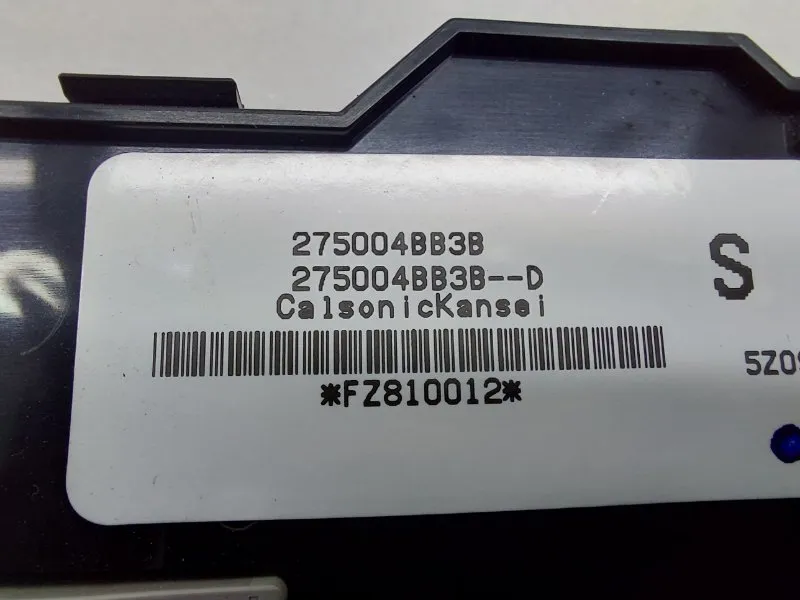 275004BB3B
275004BB3B--D
CalsonicKansei
S
*FZ810012*